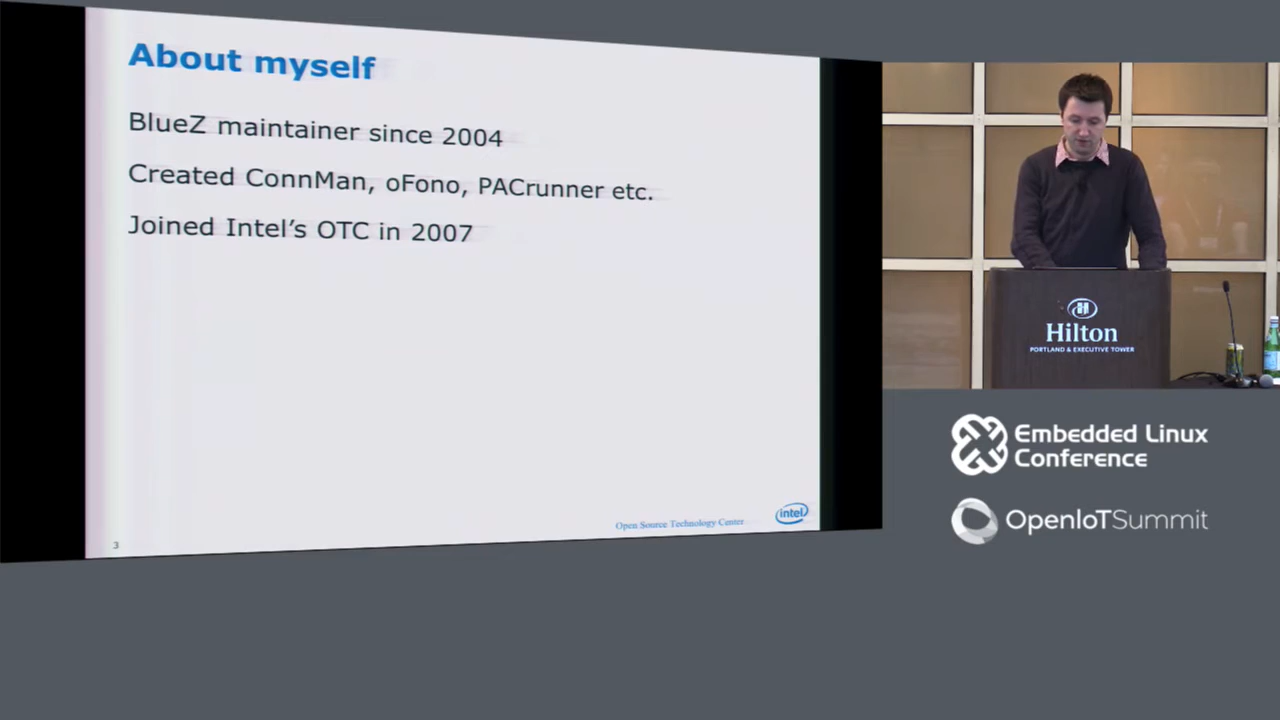 About myself
BlueZ maintainer since 2004
Created ConnMan, oFono, PACrunner etc.
Joined Intel's OTC in 2007
3
Open Source Technology Center
intel
Hilton
PORTLAND & EXECUTIVE TOWER
Embedded Linux
Conference
OpenIoTSummit